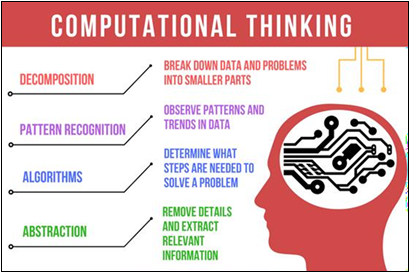 COMPUTATIONAL THINKING
DECOMPOSITION
BREAK DOWN DATA AND PROBLEMS
INTO SMALLER PARTS
PATTERN RECOGNITION
OBSERVE PATTERNS AND
TRENDS IN DATA
ALGORITHMS
DETERMINE WHAT
STEPS ARE NEEDED TO
SOLVE A PROBLEM
ABSTRACTION
REMOVE DETAILS
AND EXTRACT
RELEVANT
INFORMATION